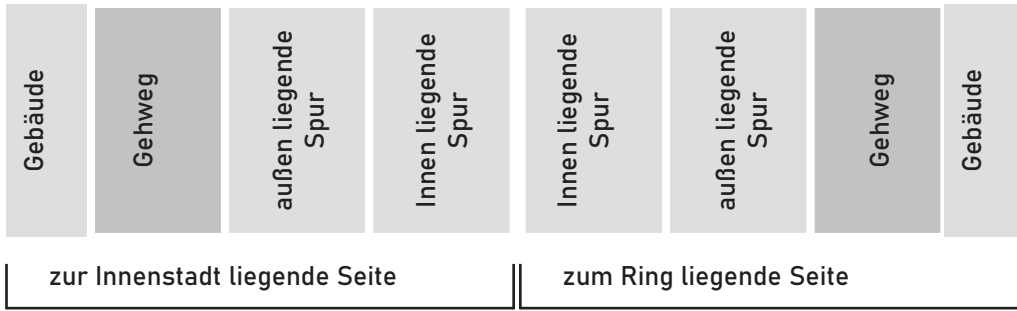 Gebäude
Gehweg
außen liegende
Spur
Innen liegende
Spur
Innen liegende
Spur
außen liegende
Spur
Gehweg
Gebäude
zur Innenstadt liegende Seite
zum Ring liegende Seite